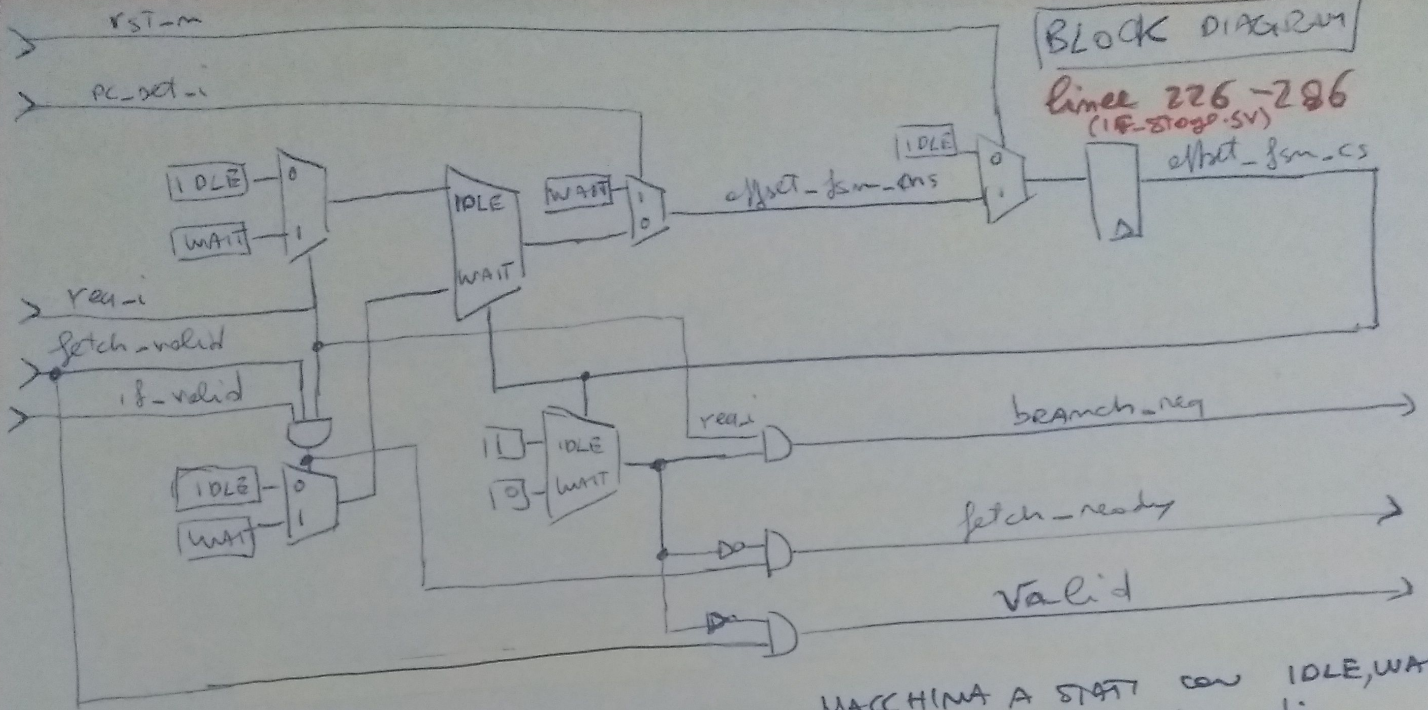 rst_n
BLOCK DIAGRAM
linee 226-286
(IF_stage.sv)
pc_set_i
IDLE
0
offset_fsm_cs
IDLE
0
WAIT
1
IDLE
WAIT
1
0
offset_fsm_ns
1
WAIT
req_i
fetch_valid
if_valid
IDLE
0
WAIT
1
1
IDLE
0
WAIT
req_i
BRANCH_req
fetch_ready
Valid
MACCHINA A STATI CON IDLE, WA